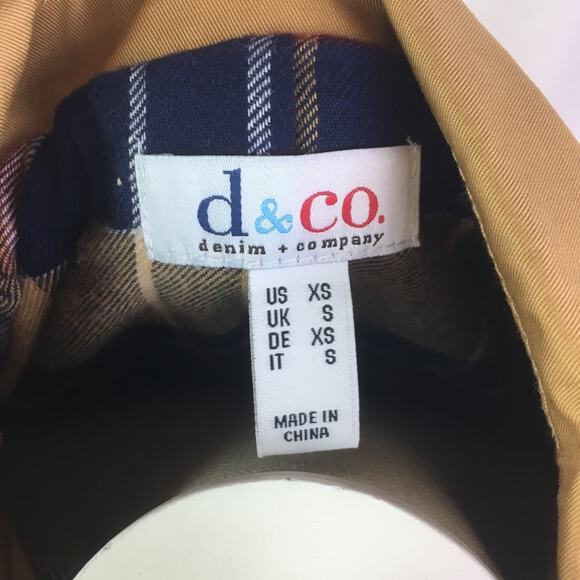 d&co.
denim + company
US XS
UK S
DE XS
IT S
MADE IN
CHINA